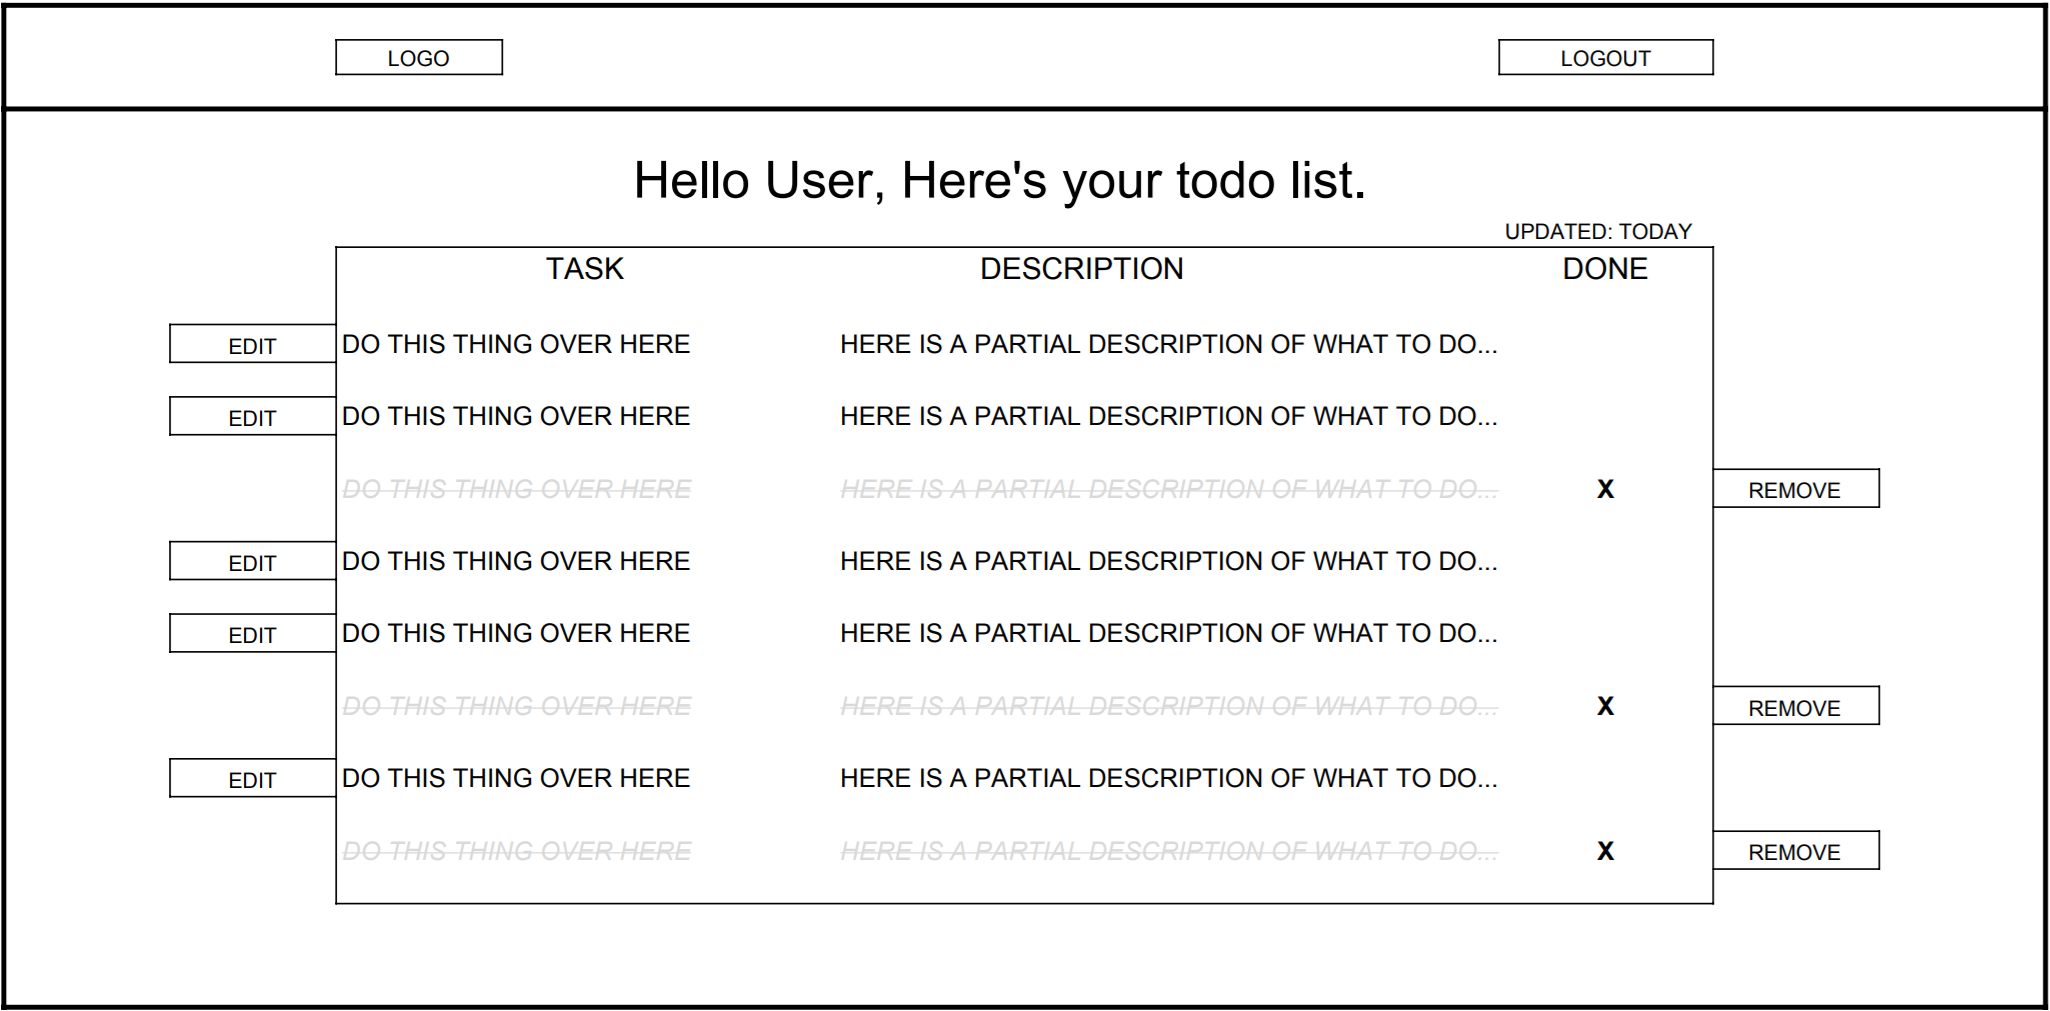 LOGO LOGOUT
Hello User, Here's your todo list.
UPDATED: TODAY
TASK DESCRIPTION DONE
EDIT DO THIS THING OVER HERE HERE IS A PARTIAL DESCRIPTION OF WHAT TO DO...
EDIT DO THIS THING OVER HERE HERE IS A PARTIAL DESCRIPTION OF WHAT TO DO...
DO THIS THING OVER HERE HERE IS A PARTIAL DESCRIPTION OF WHAT TO DO... X REMOVE
EDIT DO THIS THING OVER HERE HERE IS A PARTIAL DESCRIPTION OF WHAT TO DO...
EDIT DO THIS THING OVER HERE HERE IS A PARTIAL DESCRIPTION OF WHAT TO DO...
DO THIS THING OVER HERE HERE IS A PARTIAL DESCRIPTION OF WHAT TO DO... X REMOVE
EDIT DO THIS THING OVER HERE HERE IS A PARTIAL DESCRIPTION OF WHAT TO DO...
DO THIS THING OVER HERE HERE IS A PARTIAL DESCRIPTION OF WHAT TO DO... X REMOVE